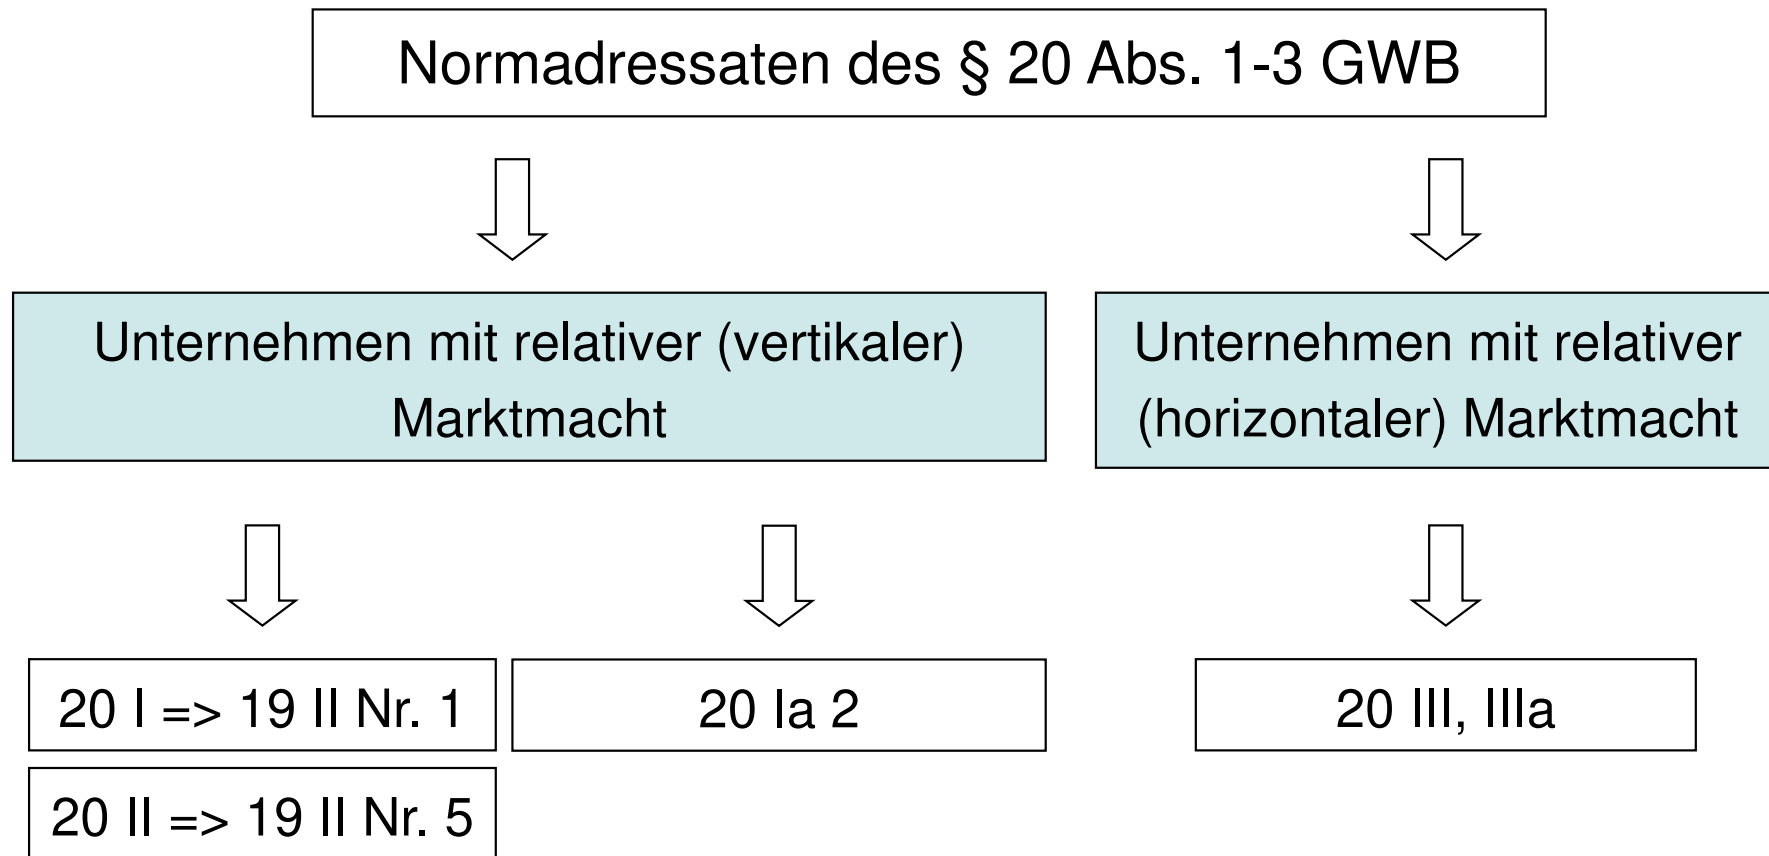 Normadressaten des § 20 Abs. 1-3 GWB
Unternehmen mit relativer (vertikaler)
Marktmacht
Unternehmen mit relativer
(horizontaler) Marktmacht
20 I => 19 II Nr. 1
20 Ia 2
20 III, IIIa
20 II => 19 II Nr. 5